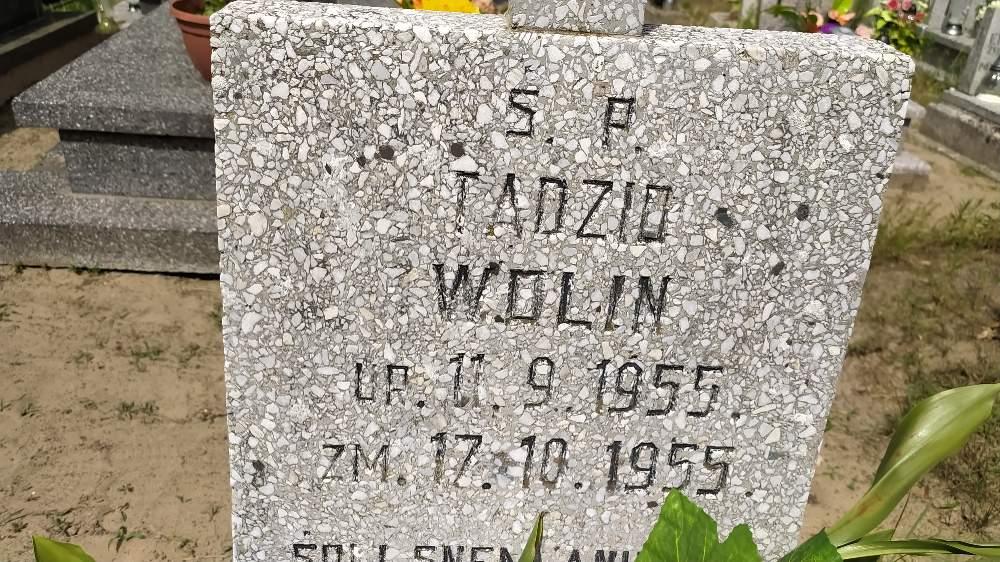 Ś. P.
TADZIO
WOLIN
UR. 11. 9. 1955.
ZM. 17. 10. 1955.